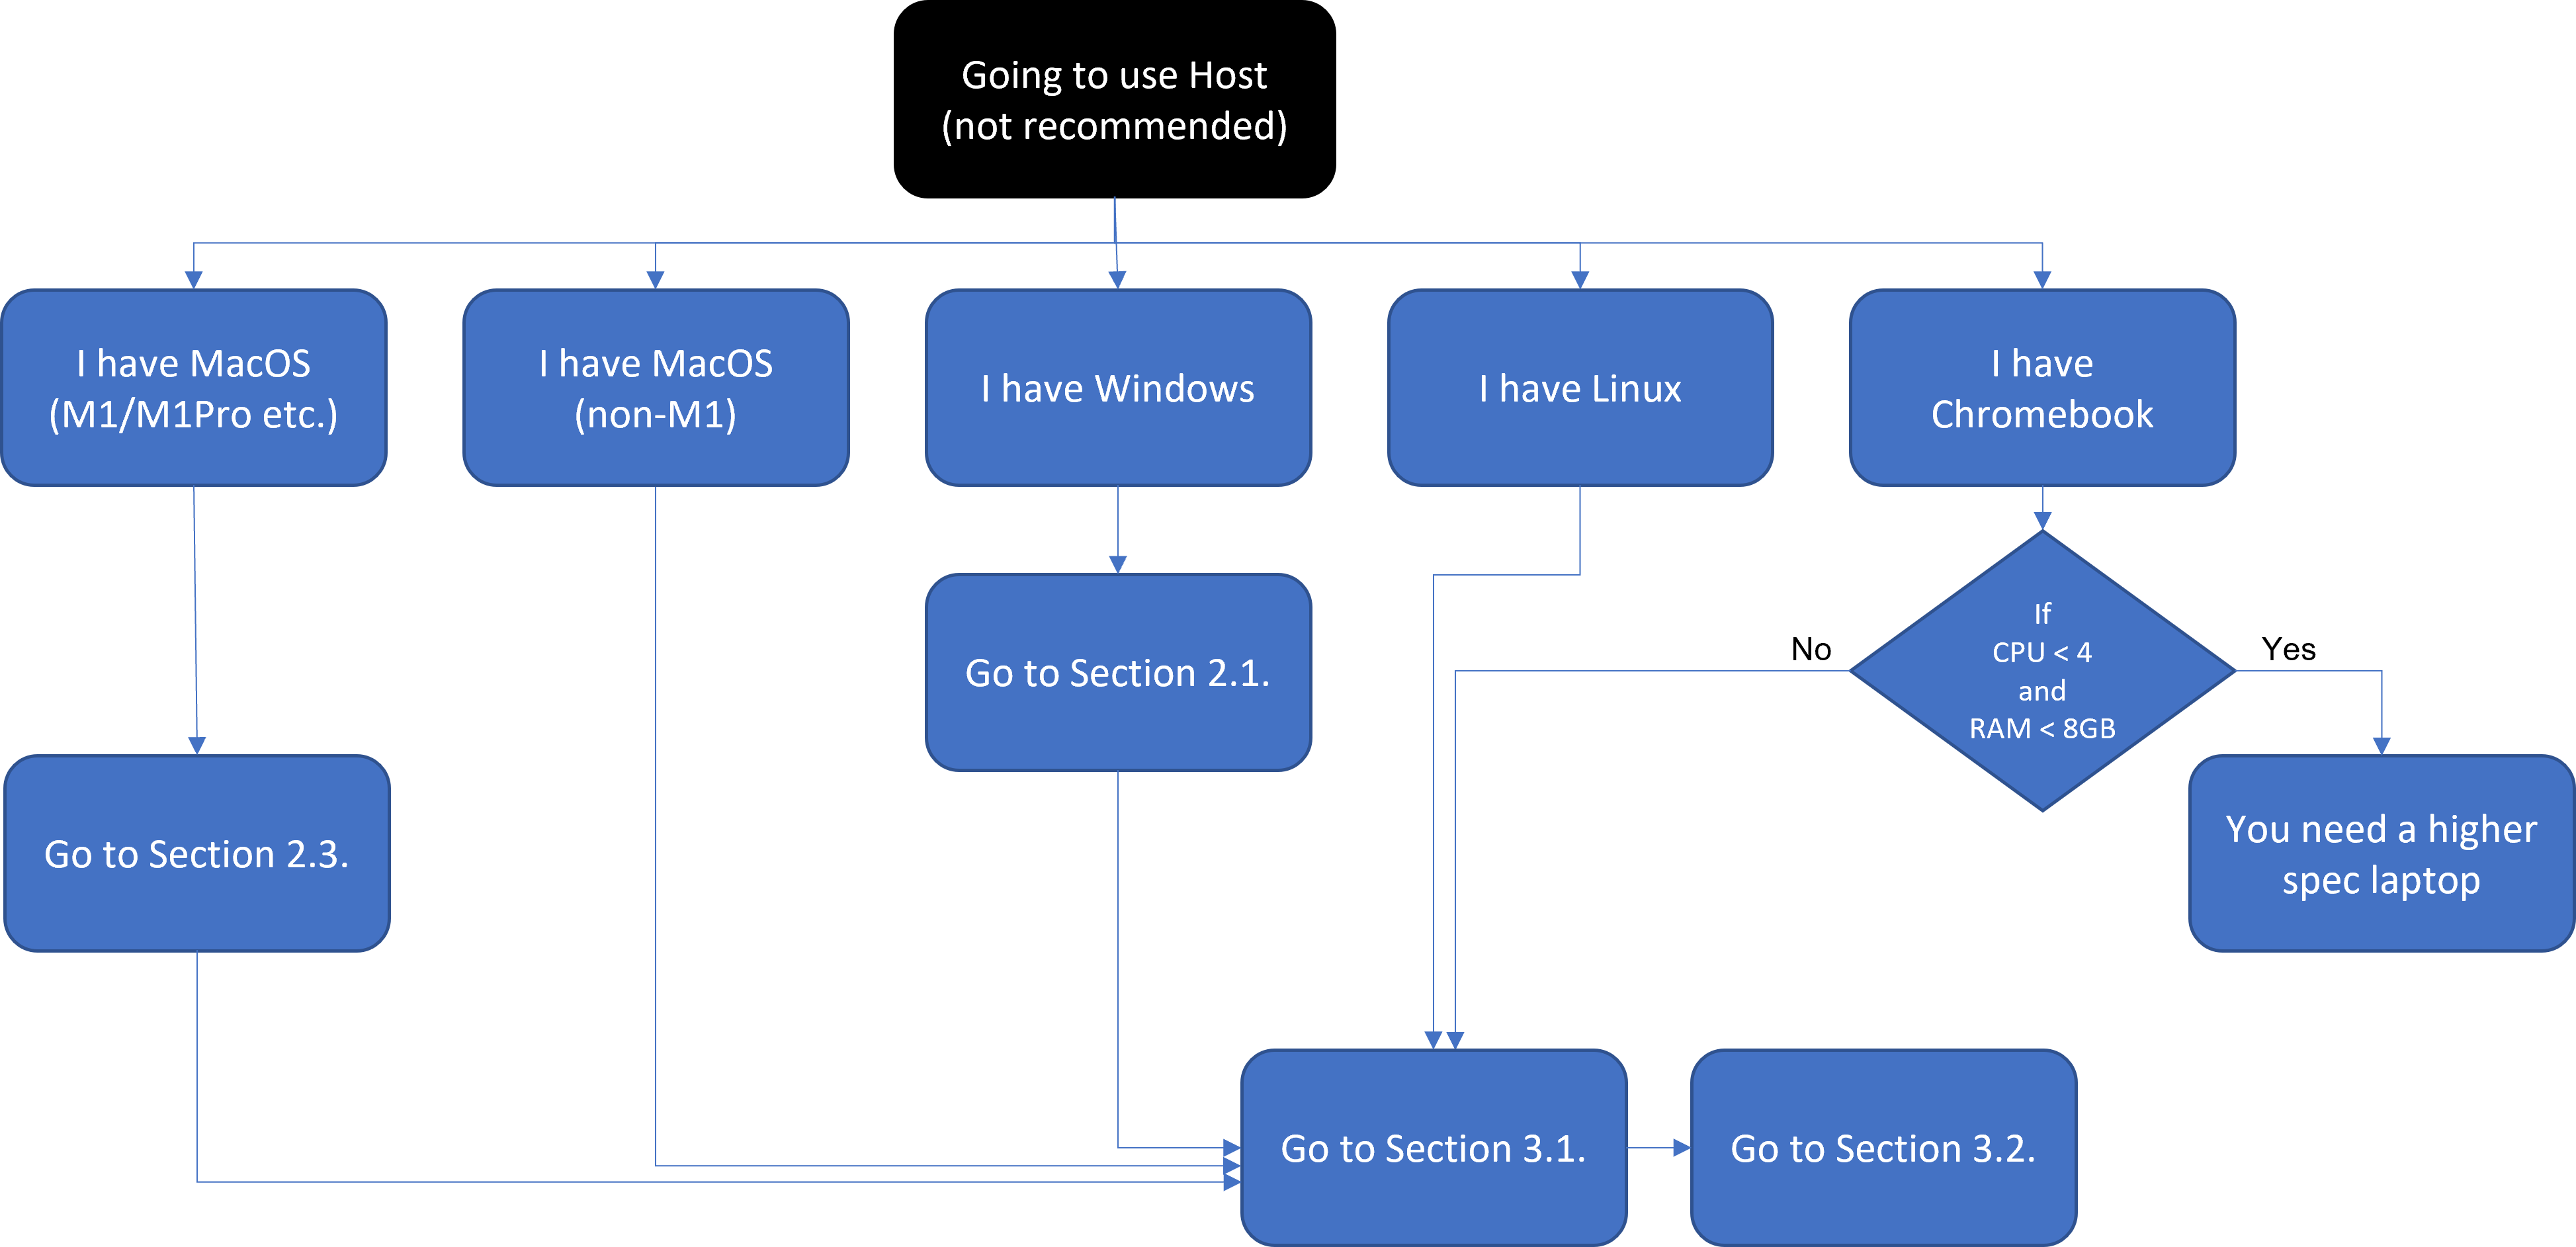 Going to use Host
(not recommended)
I have MacOS
(M1/M1Pro etc.)
I have MacOS
(non-M1)
I have Windows
I have Linux
I have
Chromebook
Go to Section 2.1.
If
CPU < 4
and
RAM < 8GB
No
Yes
Go to Section 2.3.
You need a higher
spec laptop
Go to Section 3.1.
Go to Section 3.2.